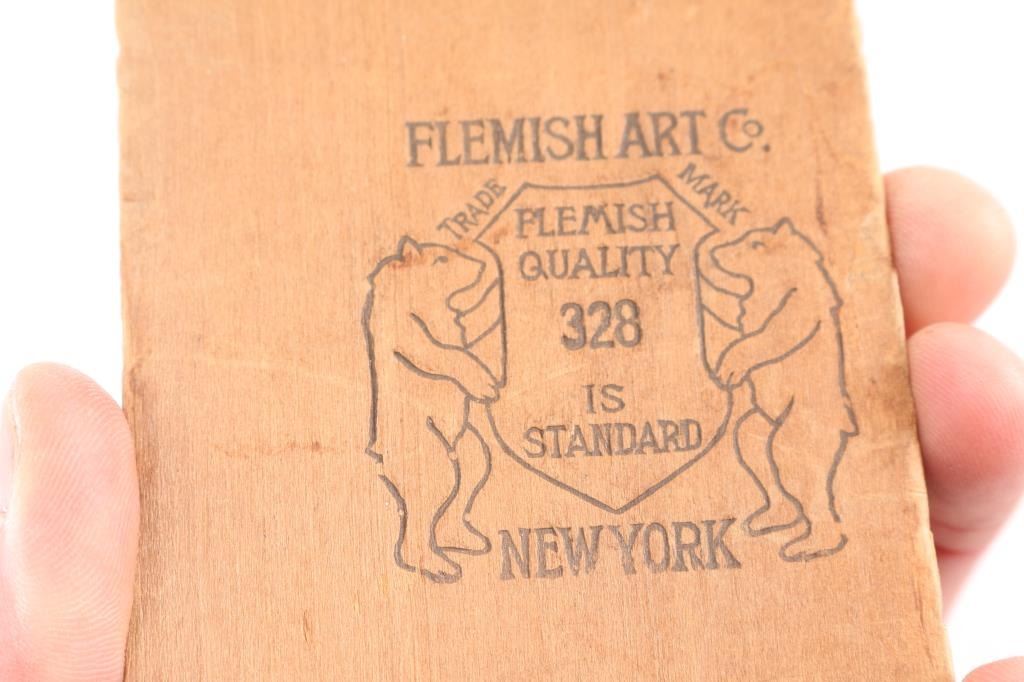 FLEMISH ART Co.
TRADE MARK
FLEMISH
QUALITY
328
IS
STANDARD
NEW YORK